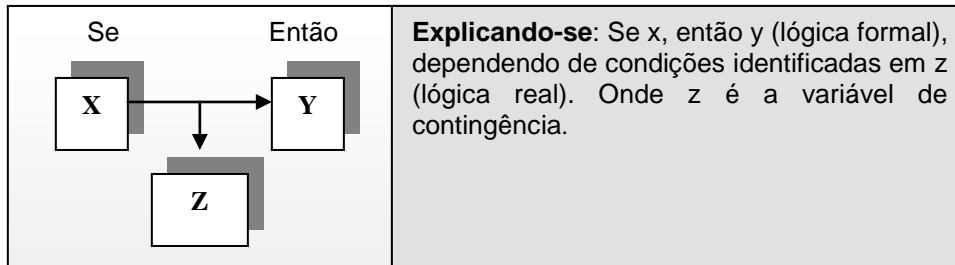 Se Então
X Y
Z
Explicando-se: Se x, então y (lógica formal),
dependendo de condições identificadas em z
(lógica real). Onde z é a variável de
contingência.